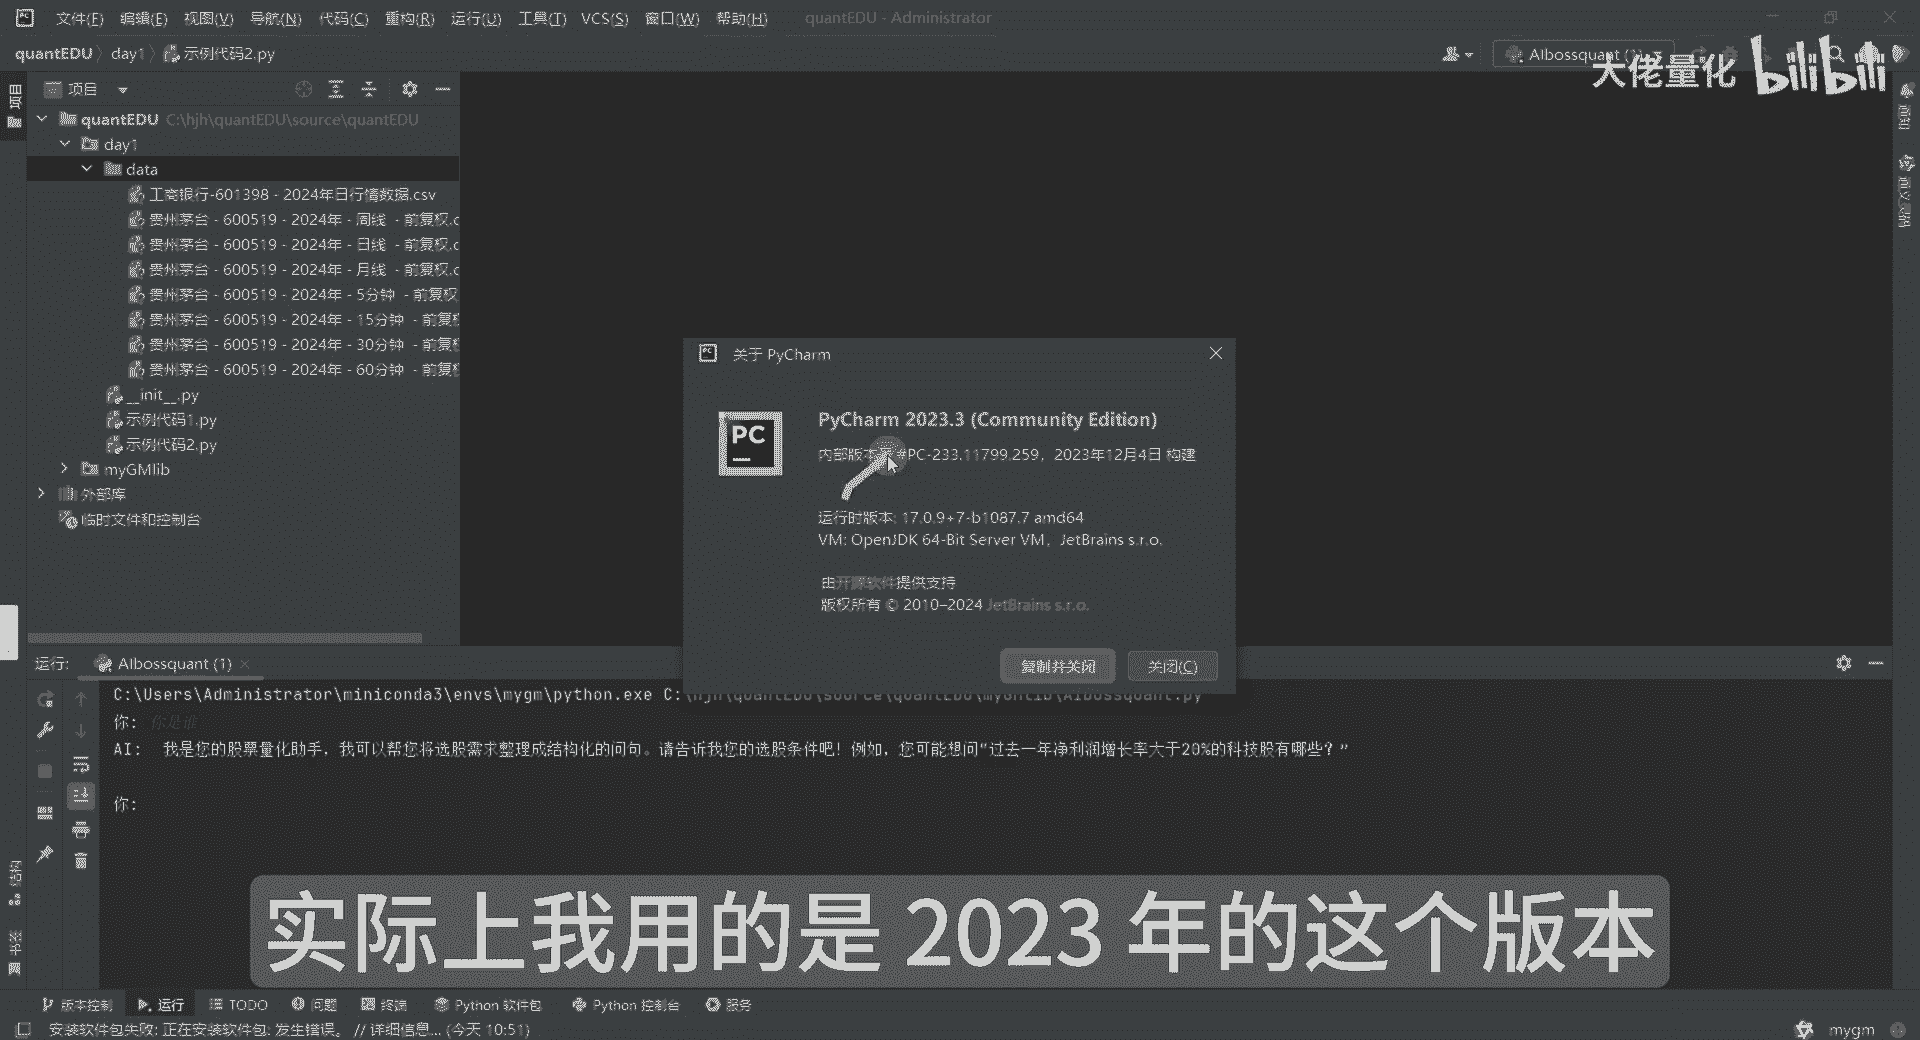 文件(F) 编辑(E) 视图(V) 导航(N) 代码(C) 重构(R) 运行(U) 工具(T) VCS(S) 窗口(W) 帮助(H) quantEDU - Administrator
quantEDU day1 示例代码2.py
AIbossquant
大佬量化 bilibili
项目
项目
通知
quantEDU C:\hjh\quantEDU\source\quantEDU
day1
data
工商银行-601398 - 2024年日行情数据.csv
贵州茅台 - 600519 - 2024年 - 周线 - 前复权.c
贵州茅台 - 600519 - 2024年 - 日线 - 前复权.c
贵州茅台 - 600519 - 2024年 - 月线 - 前复权.c
贵州茅台 - 600519 - 2024年 - 5分钟 - 前复权
贵州茅台 - 600519 - 2024年 - 15分钟 - 前复权
贵州茅台 - 600519 - 2024年 - 30分钟 - 前复权
贵州茅台 - 600519 - 2024年 - 60分钟 - 前复权
__init__.py
示例代码1.py
示例代码2.py
myGMlib
外部库
临时文件和控制台
关于 PyCharm
PC
PyCharm 2023.3 (Community Edition)
内部版本号 #PC-233.11799.259，2023年12月4日 构建
运行时版本: 17.0.9+7-b1087.7 amd64
VM: OpenJDK 64-Bit Server VM，JetBrains s.r.o.
由开源软件提供支持
版权所有 © 2010–2024 JetBrains s.r.o.
复制并关闭 关闭(C)
运行: AIbossquant (1)
C:\Users\Administrator\miniconda3\envs\mygm\python.exe C:\hjh\quantEDU\source\quantEDU\myGMlib\AIbossquant.py
你: 你是谁
AI: 我是您的股票量化助手，我可以帮您将选股需求整理成结构化的问句。请告诉我您的选股条件吧！例如，您可能想问“过去一年净利润增长率大于20%的科技股有哪些？”
你:
结构
书签
实际上我用的是 2023 年的这个版本
版本控制 运行 TODO 问题 终端 Python 软件包 Python 控制台 服务
安装软件包失败: 正在安装软件包: 发生错误。 // 详细信息... (今天 10:51) mygm